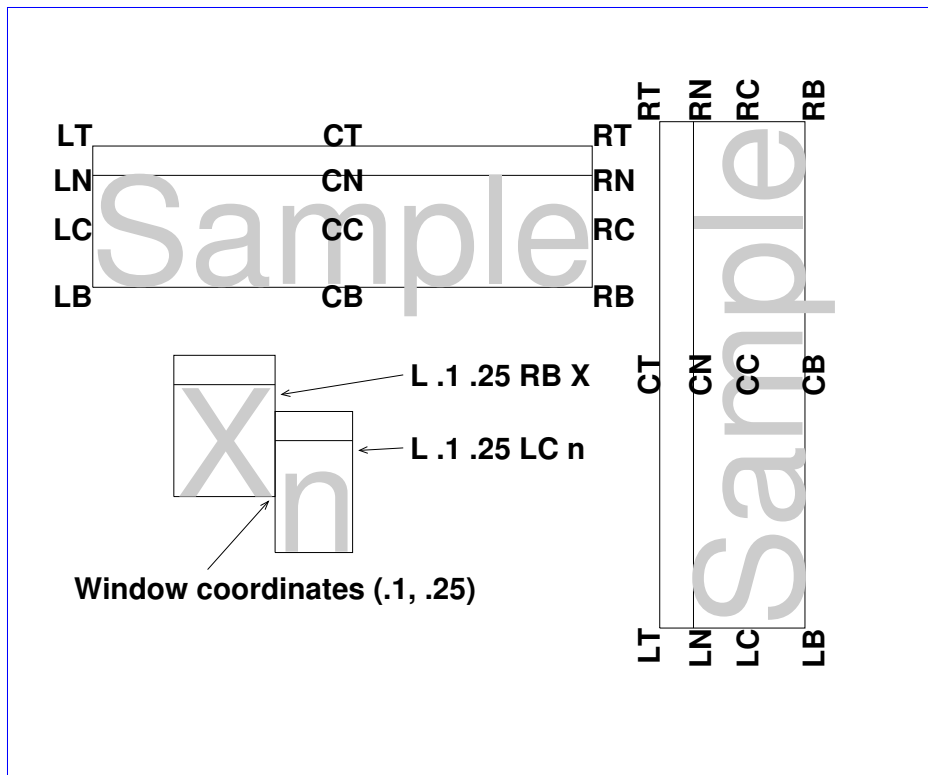 LT CT RT
LN CN RN
Sample
LC CC RC
LB CB RB
RT RN RC RB
Sample
CT CN CC CB
LT LN LC LB
X
n
L .1 .25 RB X
L .1 .25 LC n
Window coordinates (.1, .25)